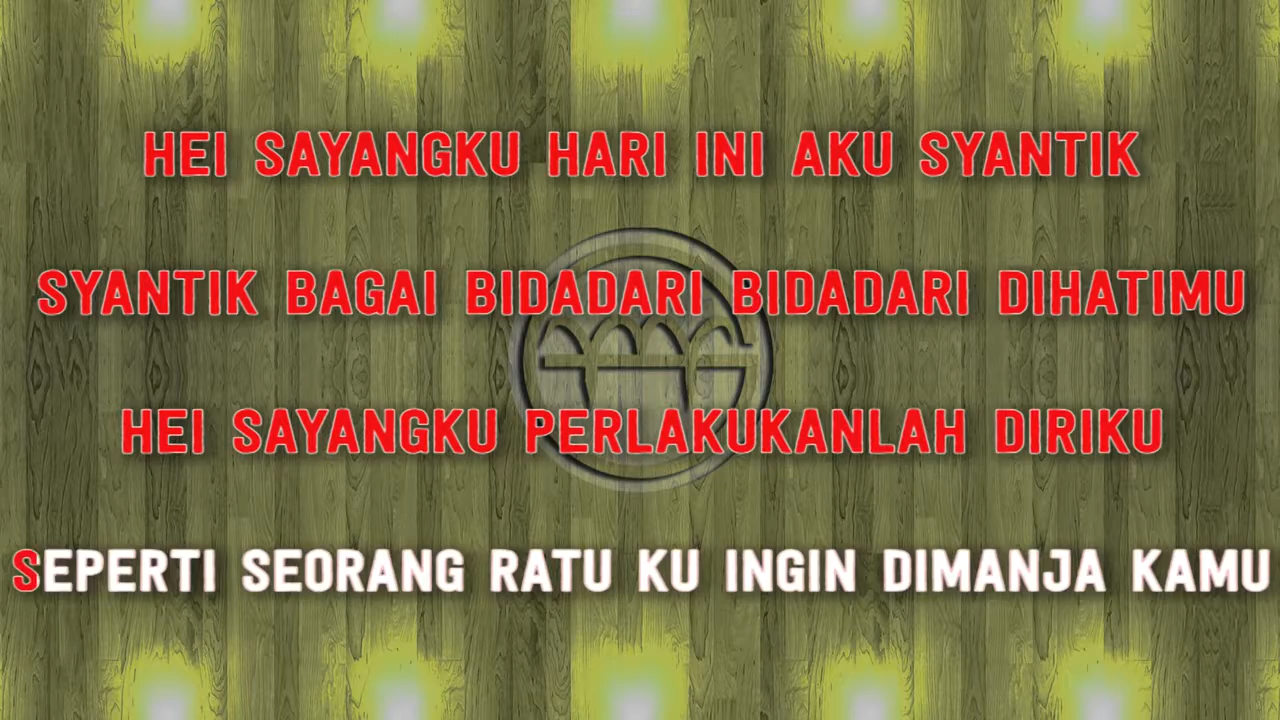 HEI SAYANGKU HARI INI AKU SYANTIK
SYANTIK BAGAI BIDADARI BIDADARI DIHATIMU
HEI SAYANGKU PERLAKUKANLAH DIRIKU
SEPERTI SEORANG RATU KU INGIN DIMANJA KAMU